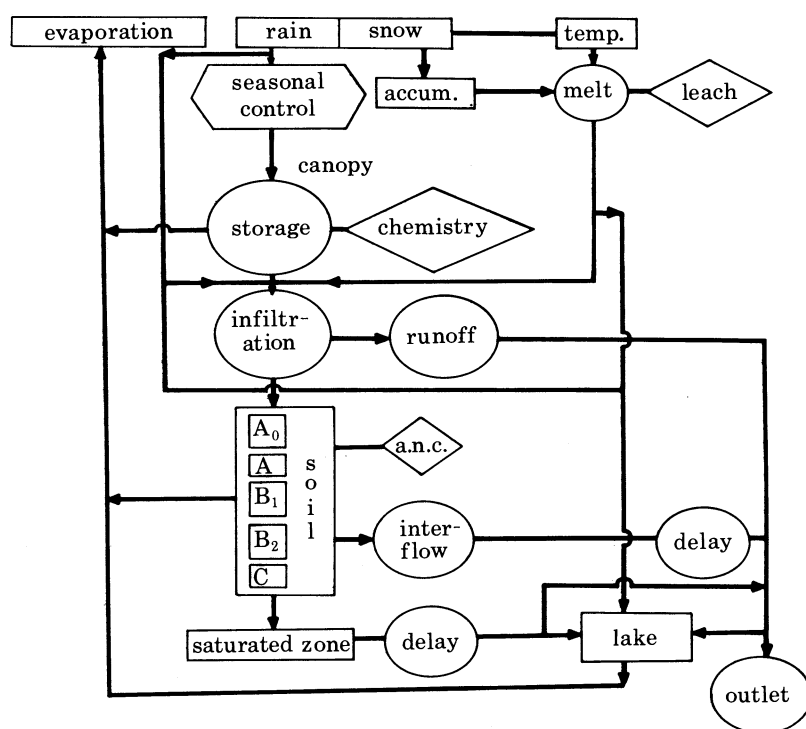 evaporation
rain
snow
temp.
seasonal
control
accum.
melt
leach
canopy
storage
chemistry
infiltr-
ation
runoff
A₀
A
B₁
B₂
C
soil
a.n.c.
inter-
flow
delay
saturated zone
delay
lake
outlet